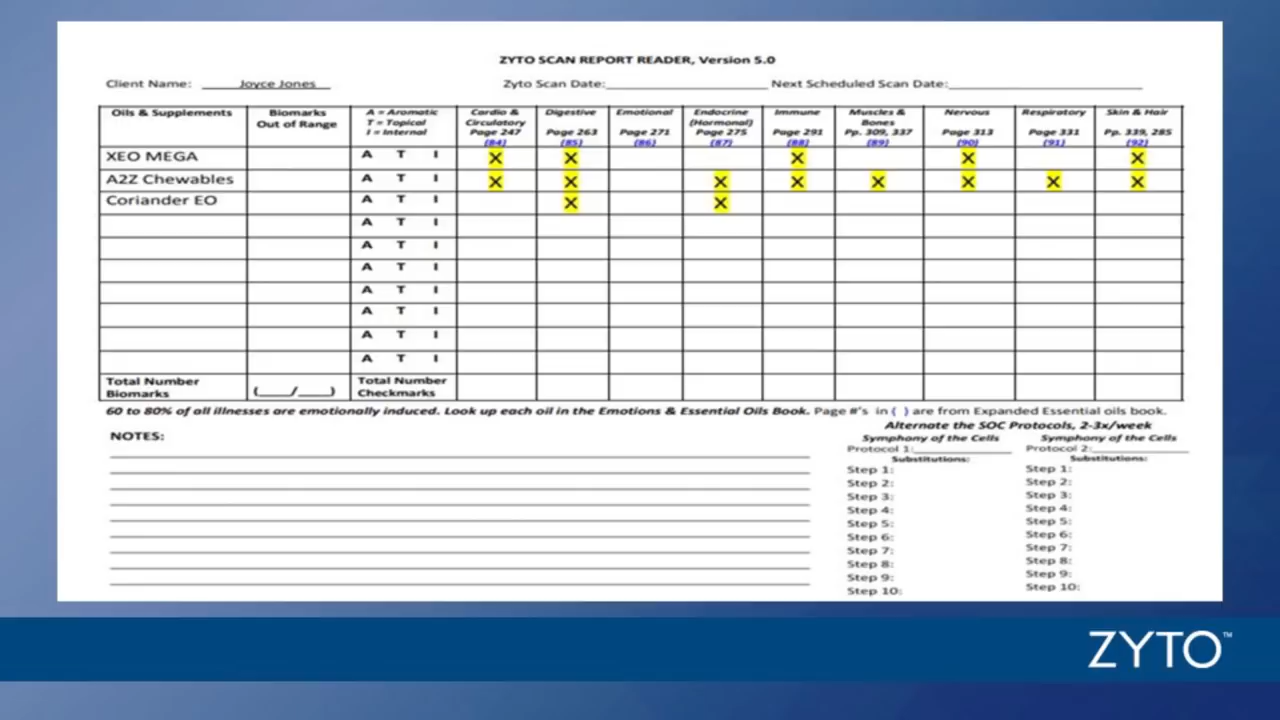 ZYTO SCAN REPORT READER, Version 5.0
Client Name: Joyce Jones Zyto Scan Date: Next Scheduled Scan Date:
Oils & Supplements Biomarks Out of Range A = Aromatic T = Topical I = Internal Cardio & Circulatory Page 247 (84) Digestive Page 263 (85) Emotional Page 271 (86) Endocrine (Hormonal) Page 275 (87) Immune Page 291 (88) Muscles & Bones Pp. 309, 337 (89) Nervous Page 313 (90) Respiratory Page 331 (91) Skin & Hair Pp. 339, 285 (92)
XEO MEGA A T I X X X X X
A2Z Chewables A T I X X X X X X X X
Coriander EO A T I X X
A T I
A T I
A T I
A T I
A T I
A T I
A T I
Total Number Biomarks (___/___) Total Number Checkmarks
60 to 80% of all illnesses are emotionally induced. Look up each oil in the Emotions & Essential Oils Book. Page #'s in ( ) are from Expanded Essential oils book.
Alternate the SOC Protocols, 2-3x/week
NOTES:
Symphony of the Cells Symphony of the Cells
Protocol 1: Protocol 2:
Substitutions: Substitutions:
Step 1: Step 1:
Step 2: Step 2:
Step 3: Step 3:
Step 4: Step 4:
Step 5: Step 5:
Step 6: Step 6:
Step 7: Step 7:
Step 8: Step 8:
Step 9: Step 9:
Step 10: Step 10:
ZYTO™